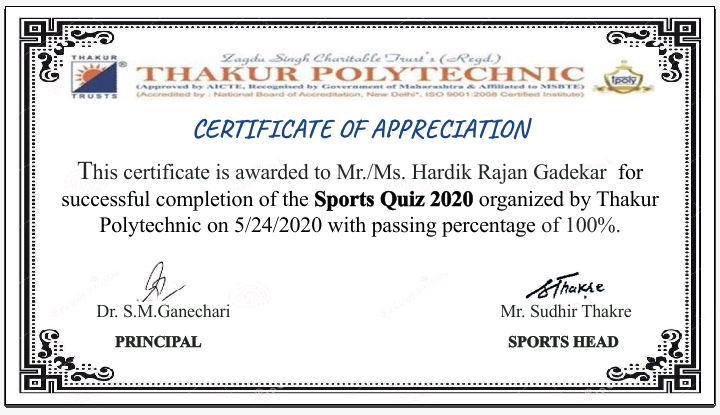 THAKUR
TRUSTS
Zagdu Singh Charitable Trust's (Regd.)
THAKUR POLYTECHNIC
(Approved by AICTE, Recognised by Government of Maharashtra & Affiliated to MSBTE)
(Accredited by : National Board of Accreditation, New Delhi*, ISO 9001:2008 Certified Institute)
tpoly
CERTIFICATE OF APPRECIATION
This certificate is awarded to Mr./Ms. Hardik Rajan Gadekar for
successful completion of the Sports Quiz 2020 organized by Thakur
Polytechnic on 5/24/2020 with passing percentage of 100%.
SThakre
Dr. S.M.Ganechari
Mr. Sudhir Thakre
PRINCIPAL
SPORTS HEAD